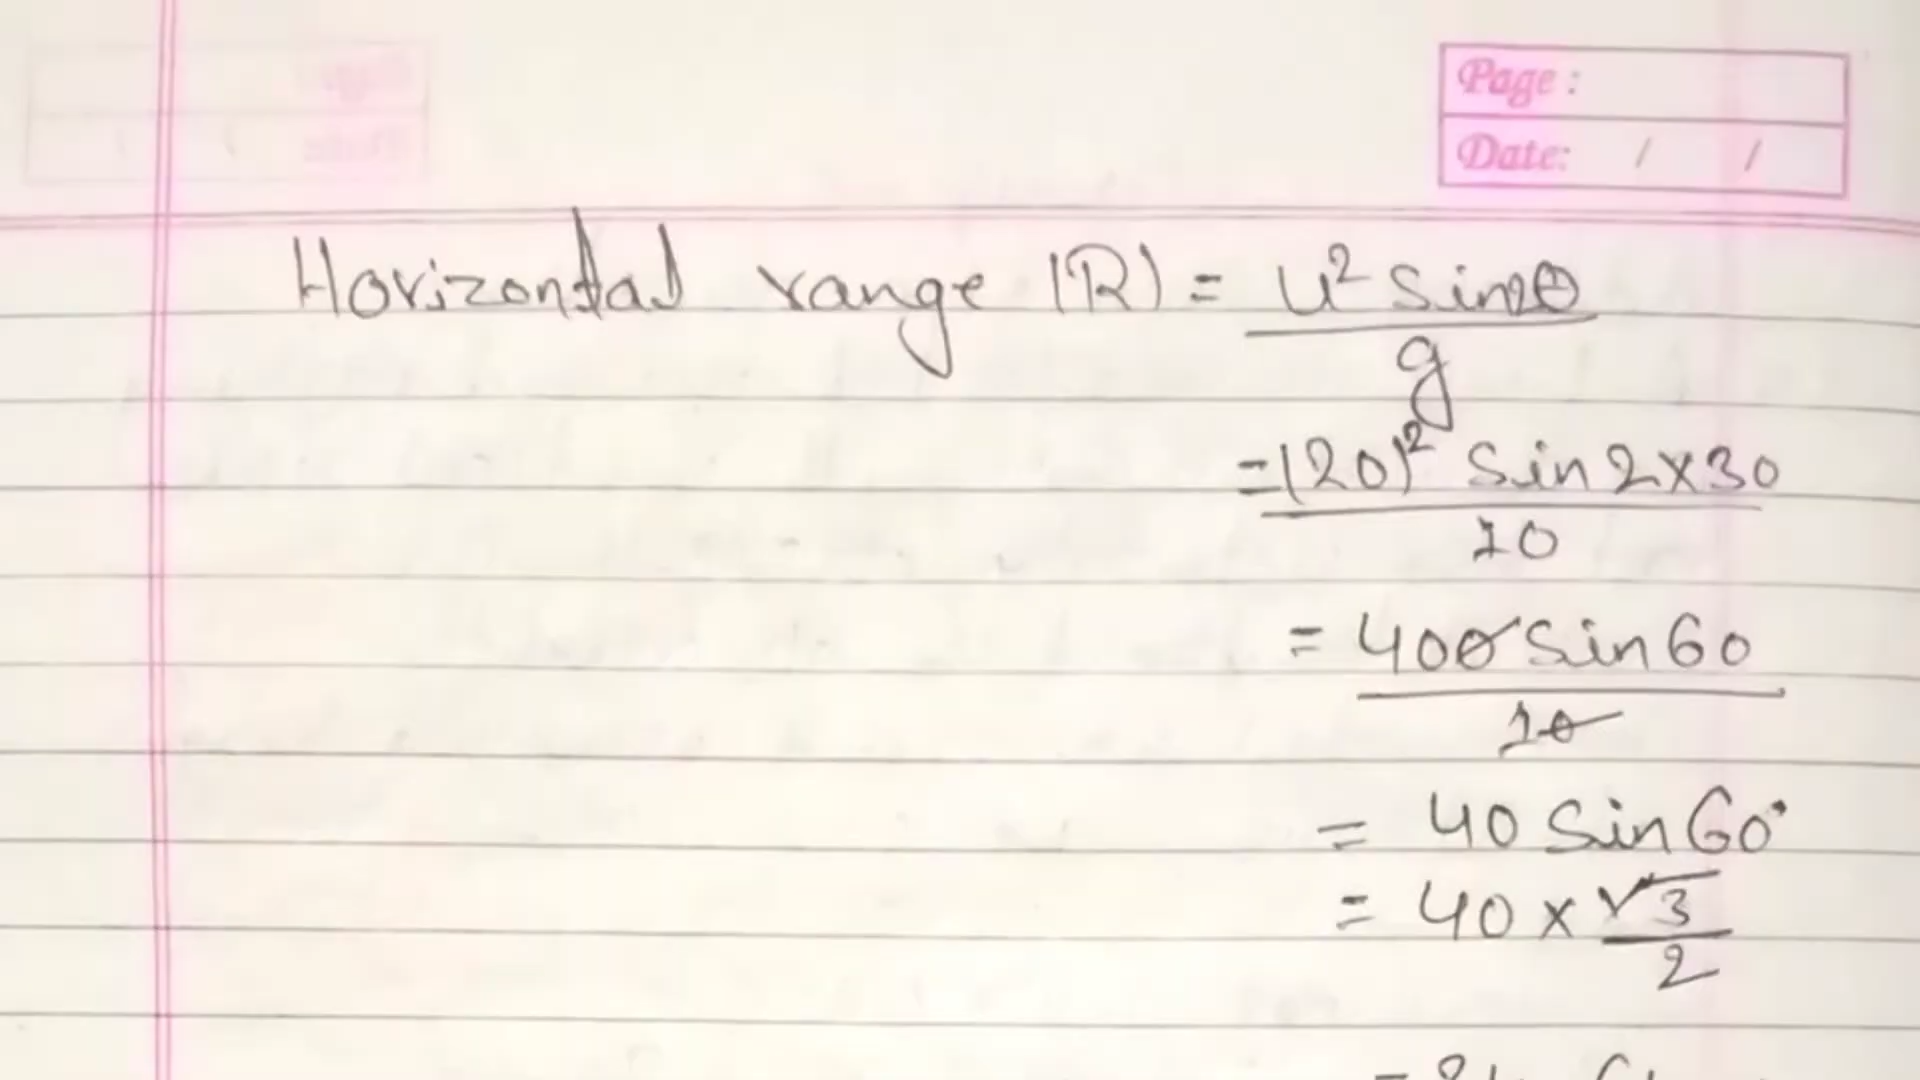 Page :
Date: / /
Horizontal range (R) = u² sin2θ
g
= (20)² sin 2×30
10
= 400 sin 60
10
= 40 sin 60°
= 40 × √3
2